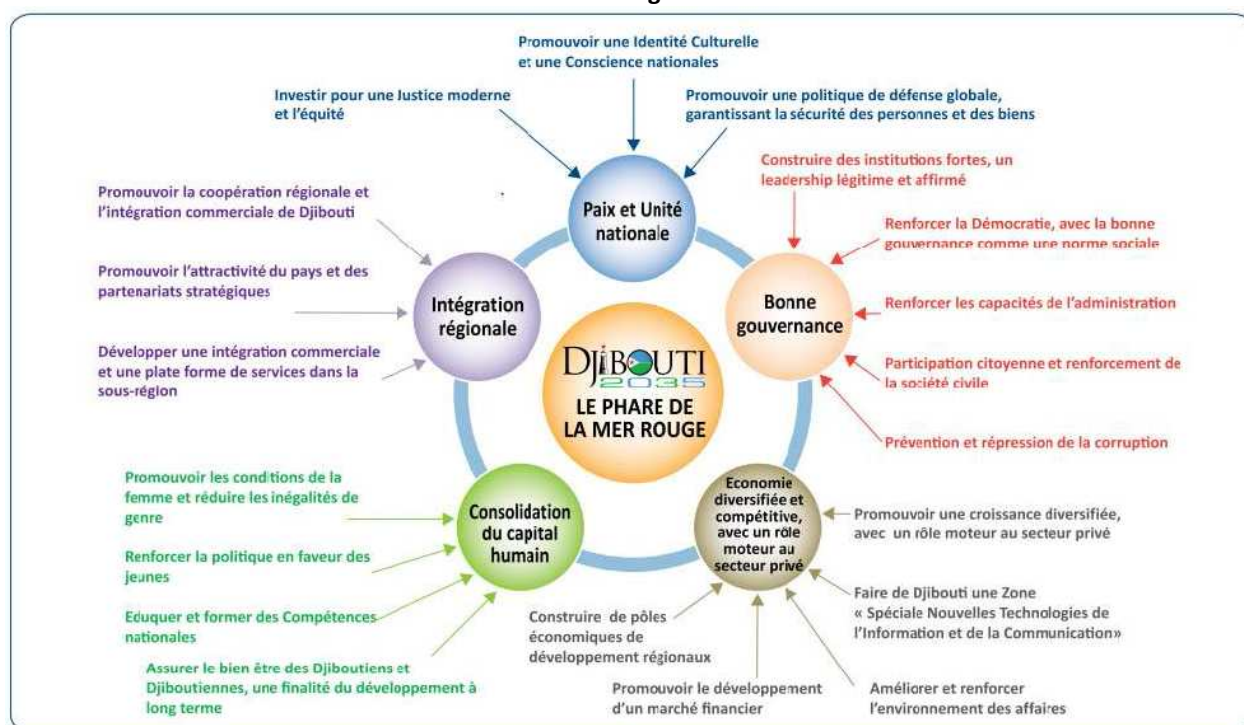 Promouvoir une Identité Culturelle
et une Conscience nationales
Investir pour une Justice moderne
et l'équité
Promouvoir une politique de défense globale,
garantissant la sécurité des personnes et des biens
Paix et Unité
nationale
Construire des institutions fortes, un
leadership légitime et affirmé
Renforcer la Démocratie, avec la bonne
gouvernance comme une norme sociale
Renforcer les capacités de l'administration
Participation citoyenne et renforcement de
la société civile
Prévention et répression de la corruption
Bonne
gouvernance
Promouvoir la coopération régionale et
l'intégration commerciale de Djibouti
Promouvoir l'attractivité du pays et des
partenariats stratégiques
Développer une intégration commerciale
et une plate forme de services dans la
sous-région
Intégration
régionale
DJIBOUTI
2035
LE PHARE DE
LA MER ROUGE
Promouvoir les conditions de la
femme et réduire les inégalités de
genre
Renforcer la politique en faveur des
jeunes
Eduquer et former des Compétences
nationales
Assurer le bien être des Djiboutiens et
Djiboutiennes, une finalité du développement à
long terme
Consolidation
du capital
humain
Economie
diversifiée et
compétitive,
avec un rôle
moteur au
secteur privé
Promouvoir une croissance diversifiée,
avec un rôle moteur au secteur privé
Faire de Djibouti une Zone
« Spéciale Nouvelles Technologies de
l'Information et de la Communication»
Améliorer et renforcer
l'environnement des affaires
Promouvoir le développement
d'un marché financier
Construire de pôles
économiques de
développement régionaux